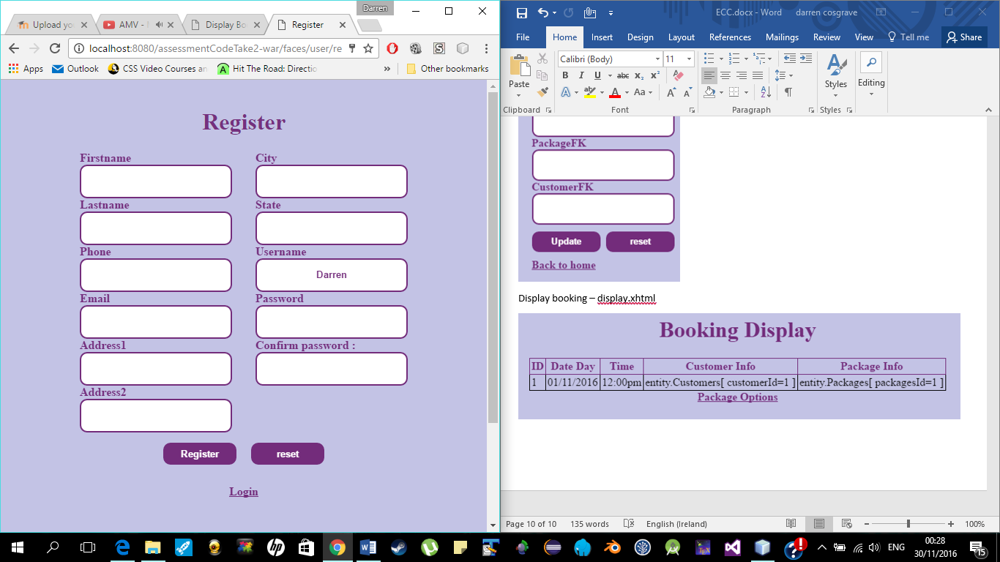 Darren
Upload yo
AMV -
Display Bo
Register
localhost:8080/assessmentCodeTake2-war/faces/user/re
Apps
Outlook
CSS Video Courses an
Hit The Road: Directio
»
Other bookmarks
Register
Firstname
City
Lastname
State
Phone
Username
Darren
Email
Password
Address1
Confirm password :
Address2
Register
reset
Login
ECC.docx - Word
darren cosgrave
File
Home
Insert
Design
Layout
References
Mailings
Review
View
Tell me
Share
Paste
Calibri (Body)
11
B I U abc x₂ x²
Aa
Styles
Editing
Clipboard
Font
Paragraph
Styles
PackageFK
CustomerFK
Update
reset
Back to home
Display booking – display.xhtml
Booking Display
ID Date Day Time Customer Info Package Info
1 01/11/2016 12:00pm entity.Customers[ customerId=1 ] entity.Packages[ packagesId=1 ]
Package Options
Page 10 of 10
135 words
English (Ireland)
100%
ENG
00:28
30/11/2016
15